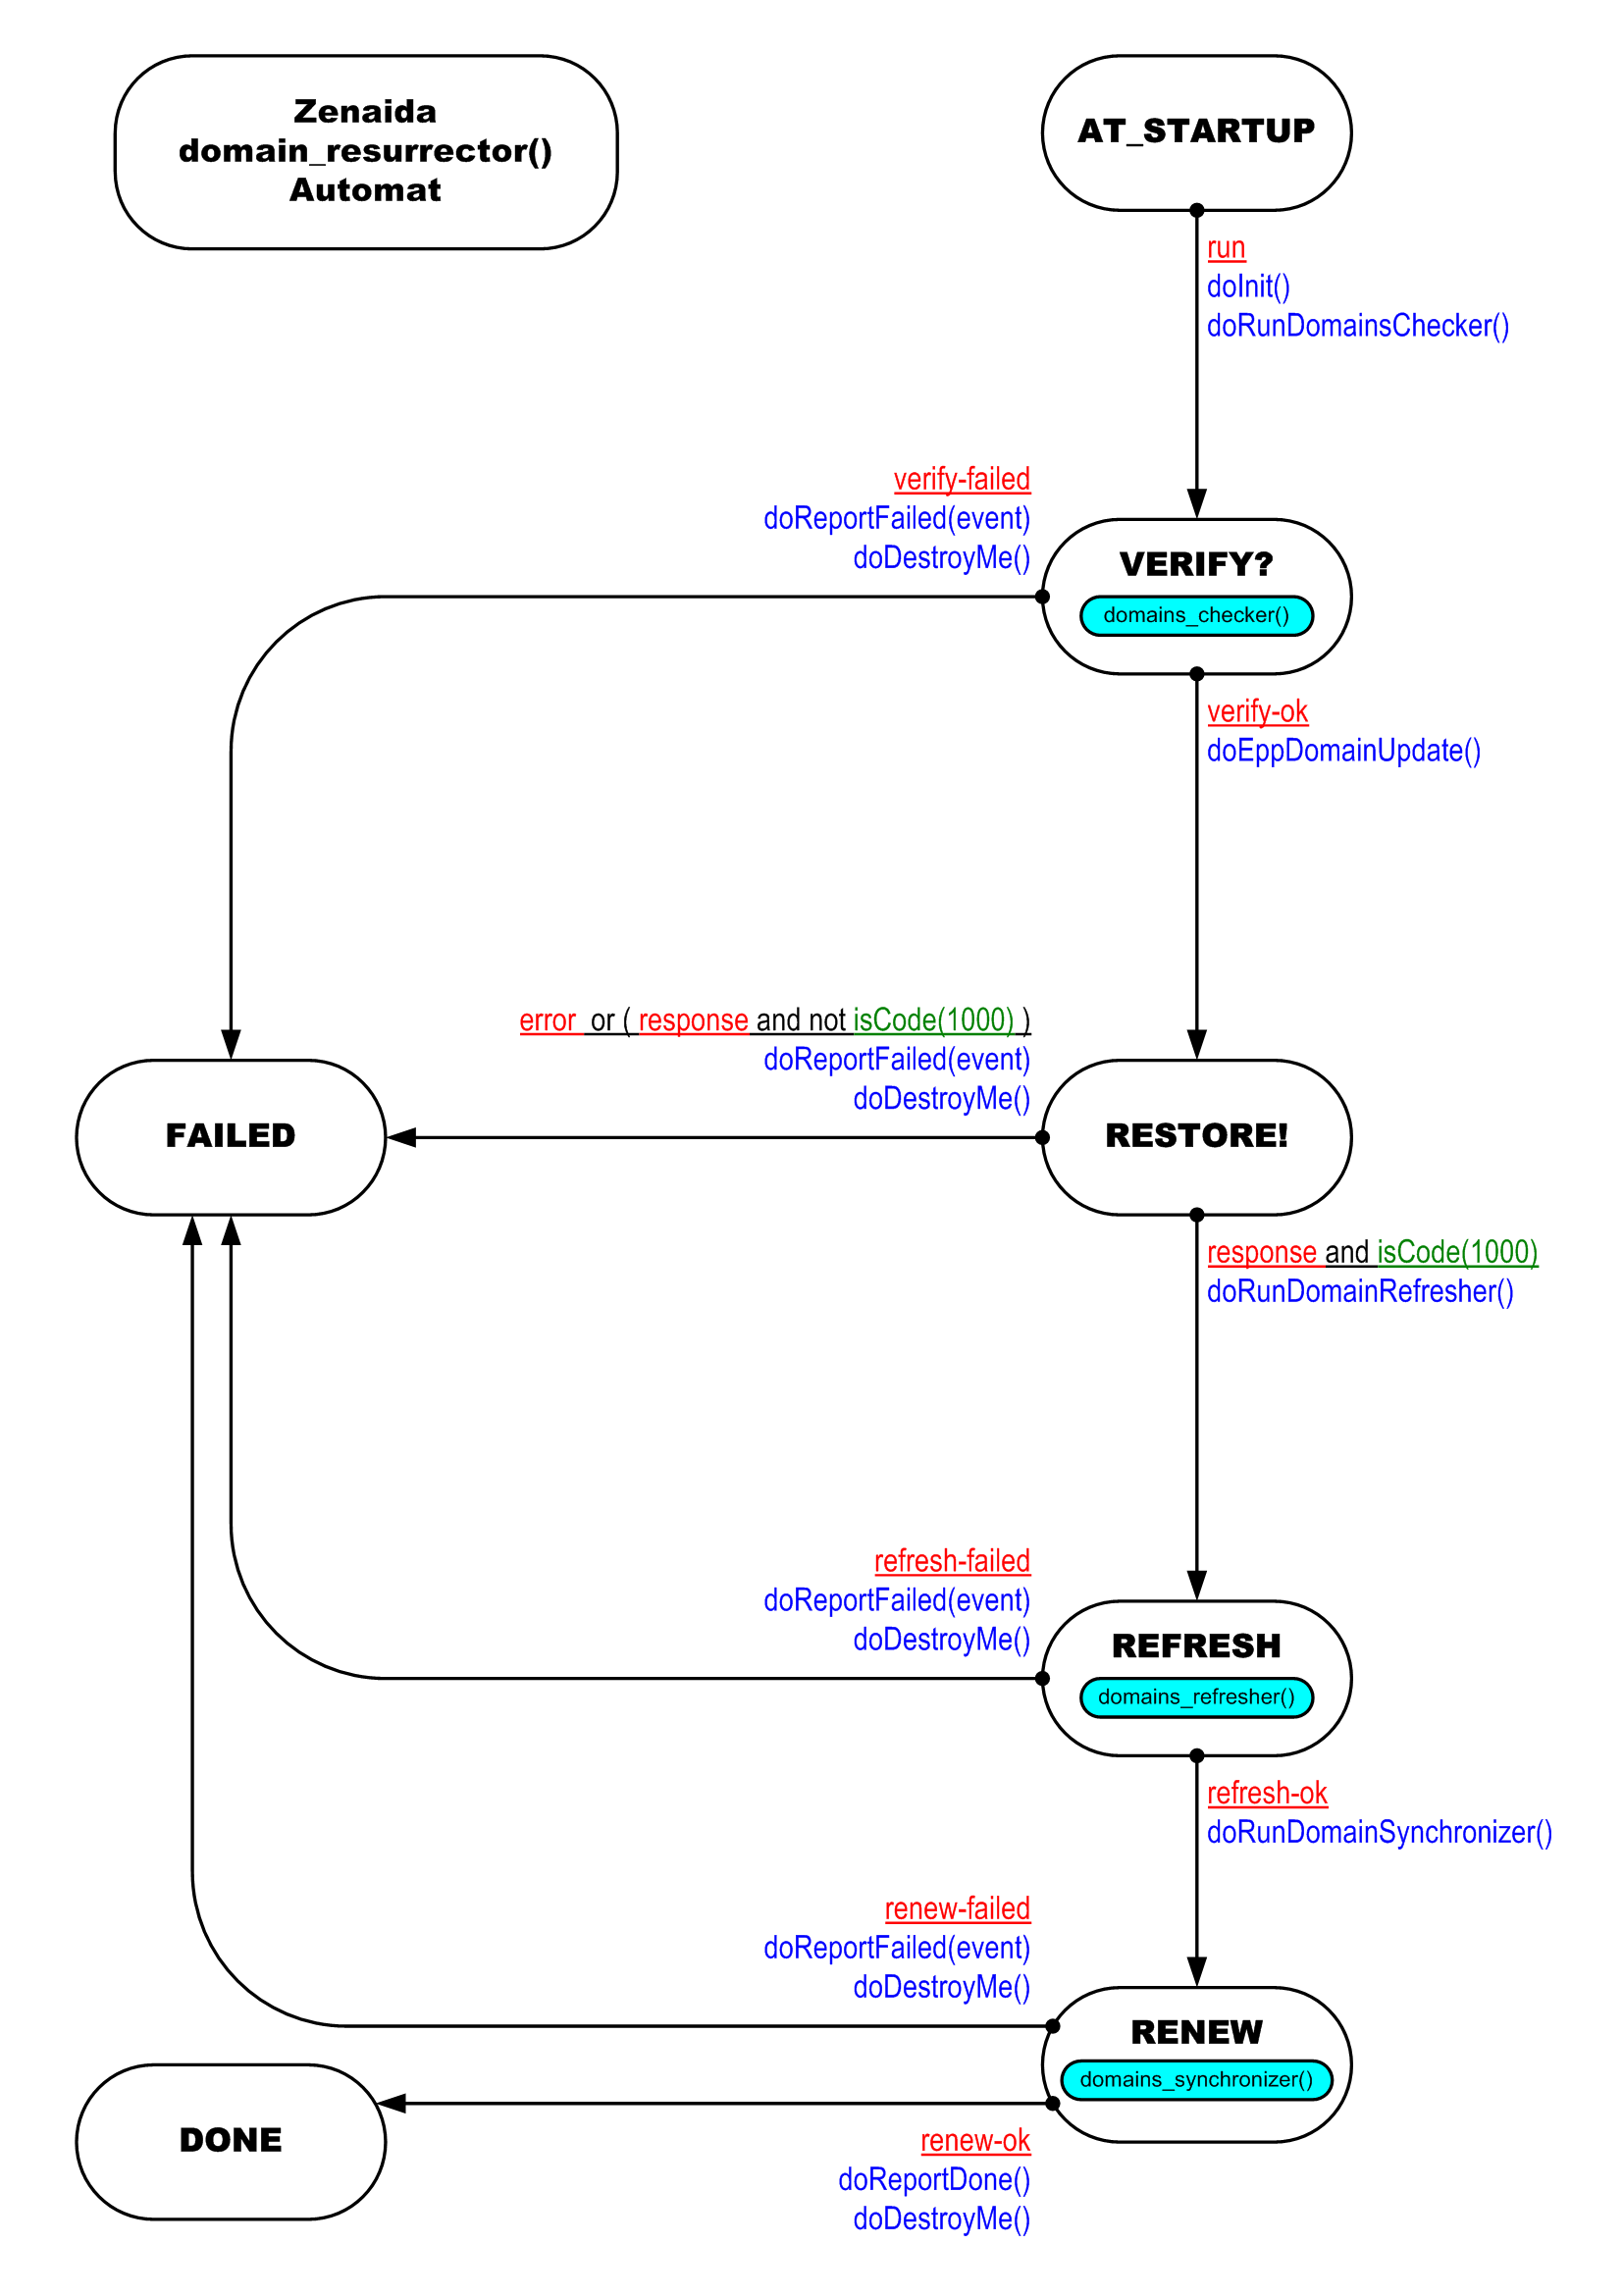 Zenaida
domain_resurrector()
Automat
AT_STARTUP
run
doInit()
doRunDomainsChecker()
verify-failed
doReportFailed(event)
doDestroyMe()
VERIFY?
domains_checker()
verify-ok
doEppDomainUpdate()
error or ( response and not isCode(1000) )
doReportFailed(event)
doDestroyMe()
FAILED
RESTORE!
response and isCode(1000)
doRunDomainRefresher()
refresh-failed
doReportFailed(event)
doDestroyMe()
REFRESH
domains_refresher()
refresh-ok
doRunDomainSynchronizer()
renew-failed
doReportFailed(event)
doDestroyMe()
RENEW
domains_synchronizer()
DONE
renew-ok
doReportDone()
doDestroyMe()